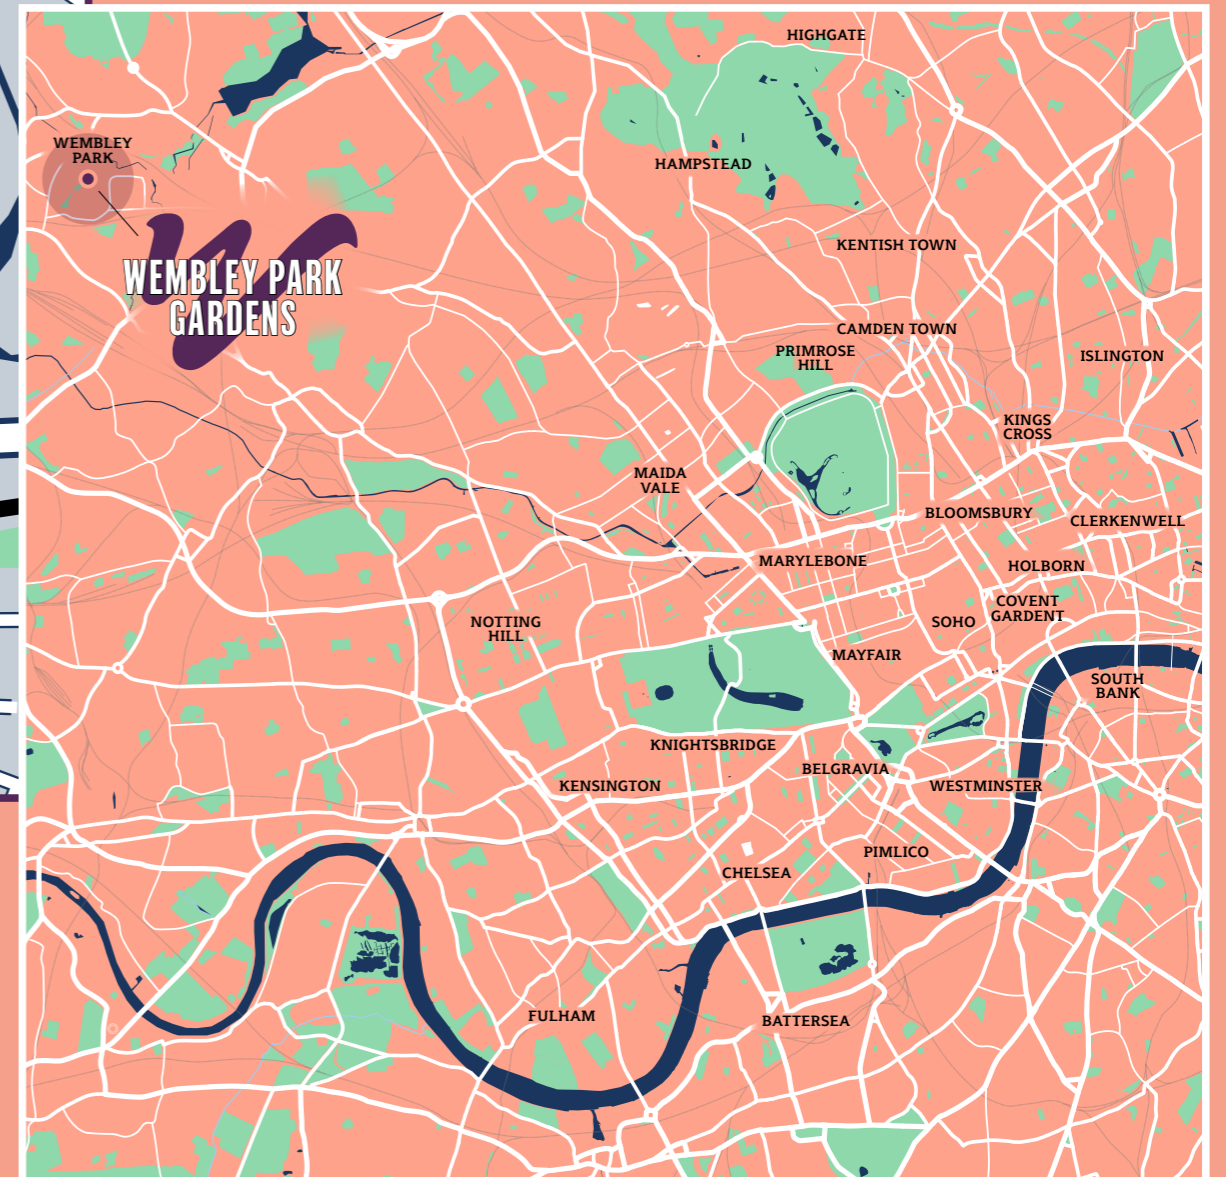 HIGHGATE
WEMBLEY
PARK
HAMPSTEAD
KENTISH TOWN
WEMBLEY PARK
GARDENS
CAMDEN TOWN
PRIMROSE
HILL
ISLINGTON
KINGS
CROSS
MAIDA
VALE
BLOOMSBURY
CLERKENWELL
MARYLEBONE
HOLBORN
COVENT
GARDENT
SOHO
NOTTING
HILL
MAYFAIR
SOUTH
BANK
KNIGHTSBRIDGE
BELGRAVIA
KENSINGTON
WESTMINSTER
PIMLICO
CHELSEA
FULHAM
BATTERSEA